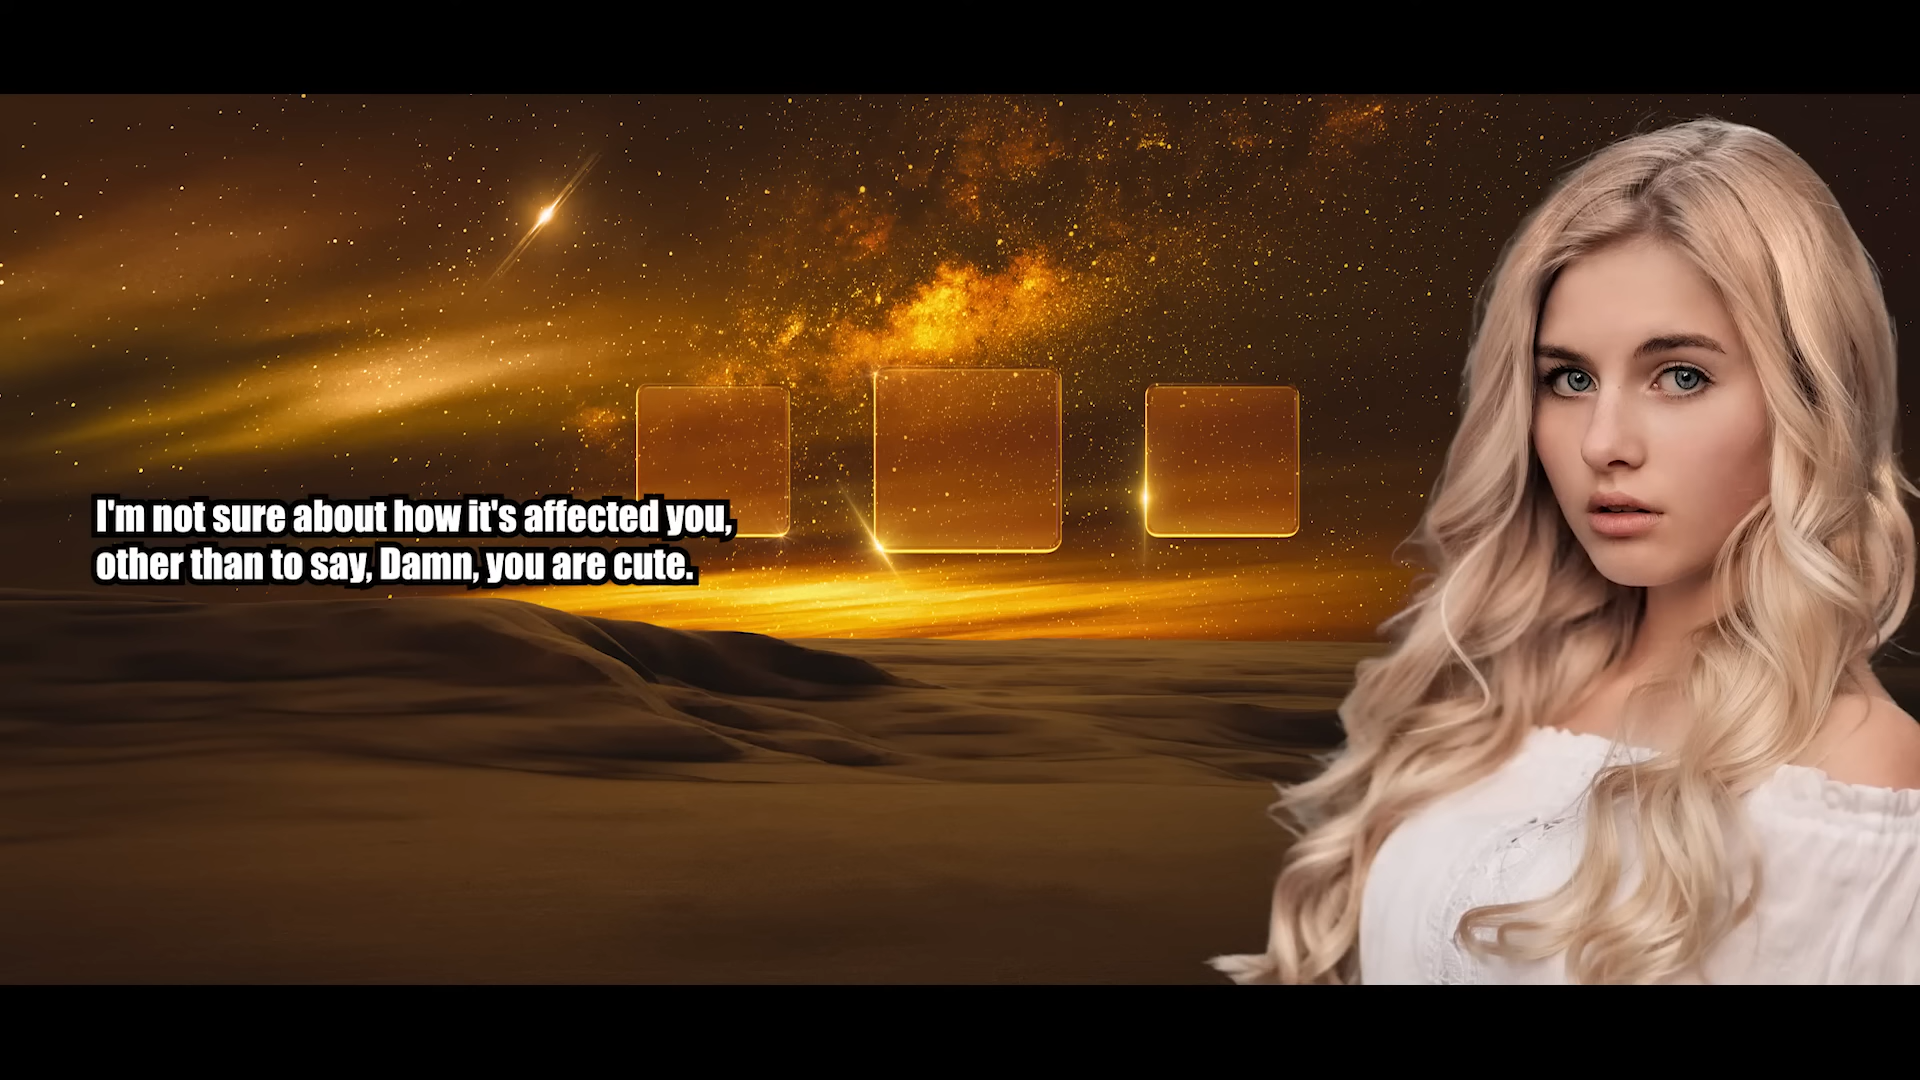 I'm not sure about how it's affected you,
other than to say, Damn, you are cute.